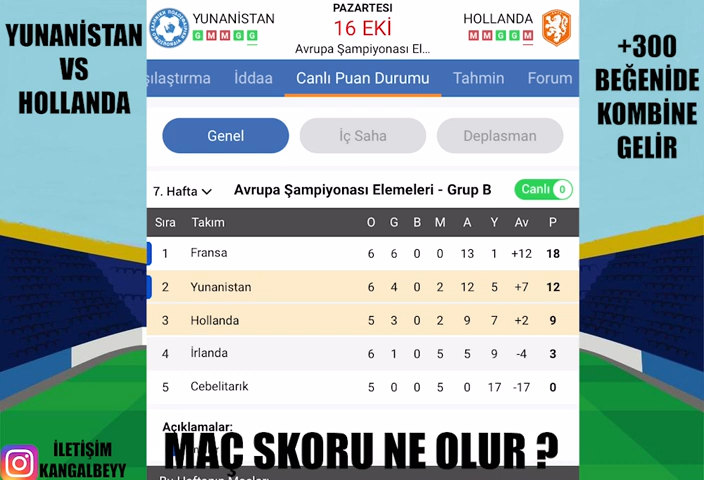 YUNANİSTAN
VS
HOLLANDA
YUNANİSTAN
G M M G G
PAZARTESİ
16 EKİ
Avrupa Şampiyonası El...
HOLLANDA
M M G G M
+300
BEĞENİDE
KOMBİNE
GELİR
şılaştırma İddaa Canlı Puan Durumu Tahmin Forum
Genel İç Saha Deplasman
7. Hafta Avrupa Şampiyonası Elemeleri - Grup B Canlı 0
Sıra Takım O G B M A Y Av P
1 Fransa 6 6 0 0 13 1 +12 18
2 Yunanistan 6 4 0 2 12 5 +7 12
3 Hollanda 5 3 0 2 9 7 +2 9
4 İrlanda 6 1 0 5 5 9 -4 3
5 Cebelitarık 5 0 0 5 0 17 -17 0
Açıklamalar:
MAÇ SKORU NE OLUR ?
Bu Haftanın Maçları
İLETİŞİM
KANGALBEYY